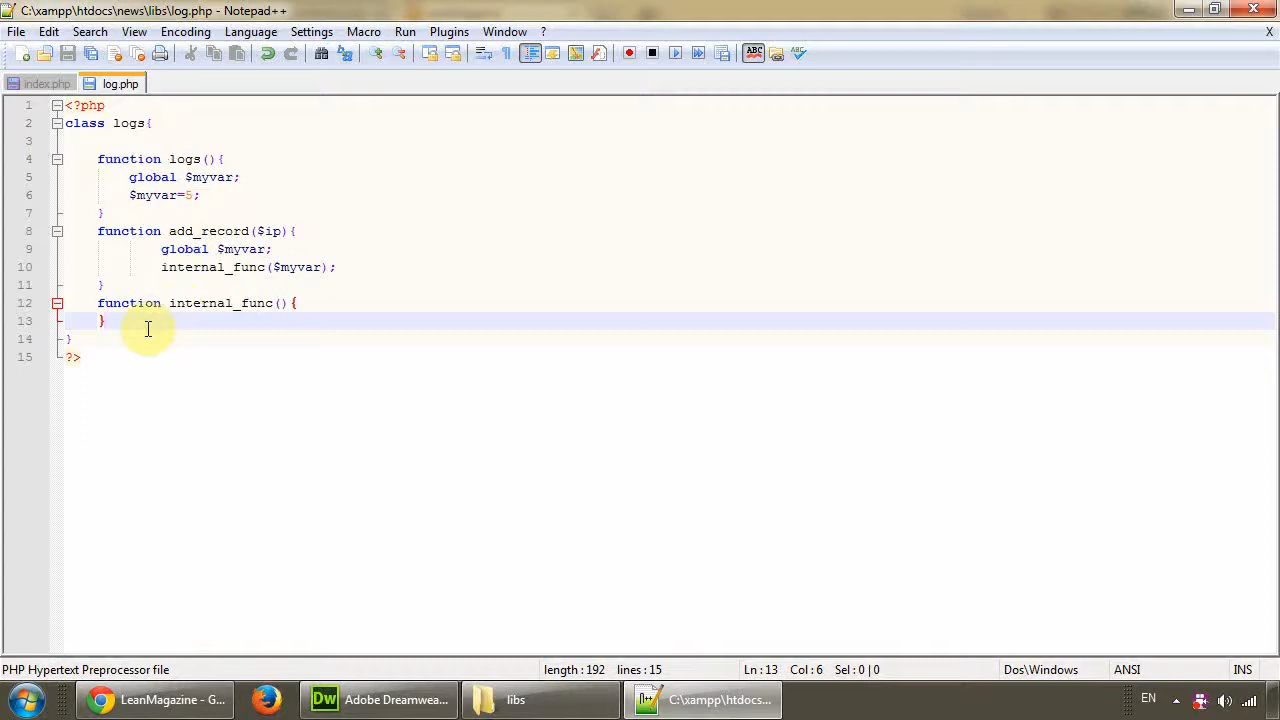 C:\xampp\htdocs\news\libs\log.php - Notepad++
File Edit Search View Encoding Language Settings Macro Run Plugins Window ? X
index.php log.php
1 <?php
2 class logs{
3
4 function logs(){
5 global $myvar;
6 $myvar=5;
7 }
8 function add_record($ip){
9 global $myvar;
10 internal_func($myvar);
11 }
12 function internal_func(){
13 }
14 }
15 ?>
PHP Hypertext Preprocessor file length : 192 lines : 15 Ln : 13 Col : 6 Sel : 0 | 0 Dos\Windows ANSI INS
LeanMagazine - G... Dw Adobe Dreamwea... libs C:\xampp\htdocs... EN